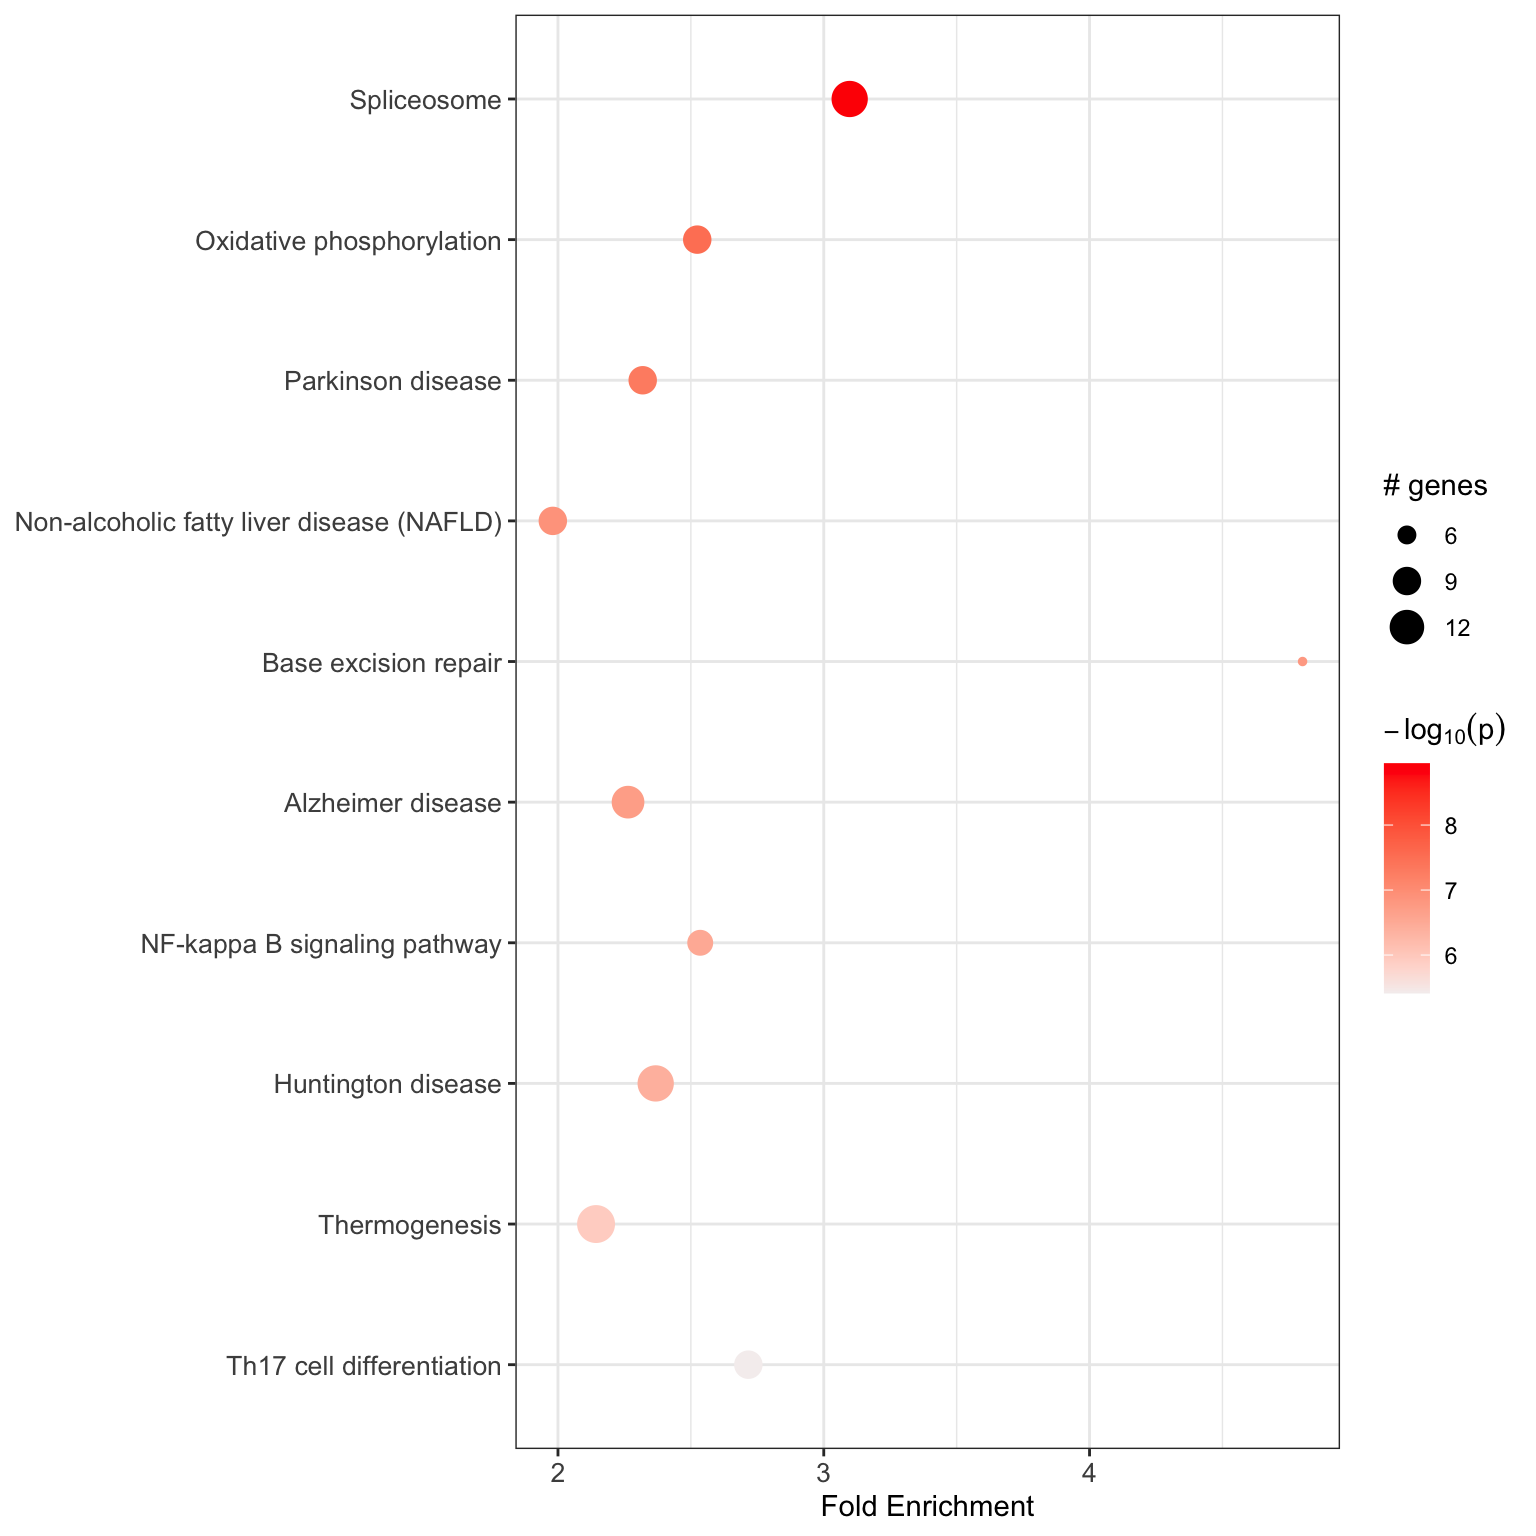 Spliceosome
Oxidative phosphorylation
Parkinson disease
Non-alcoholic fatty liver disease (NAFLD)
Base excision repair
Alzheimer disease
NF-kappa B signaling pathway
Huntington disease
Thermogenesis
Th17 cell differentiation
2 3 4
Fold Enrichment
# genes
6
9
12
−log₁₀(p)
8
7
6